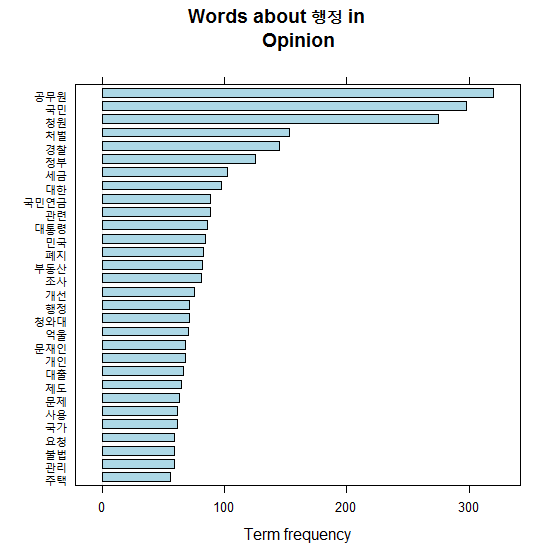 Words about 행정 in
Opinion
공무원
국민
청원
처벌
경찰
정부
세금
대한
국민연금
관련
대통령
민국
폐지
부동산
조사
개선
행정
청와대
억울
문재인
개인
대출
제도
문제
사용
국가
요청
불법
관리
주택
0 100 200 300
Term frequency